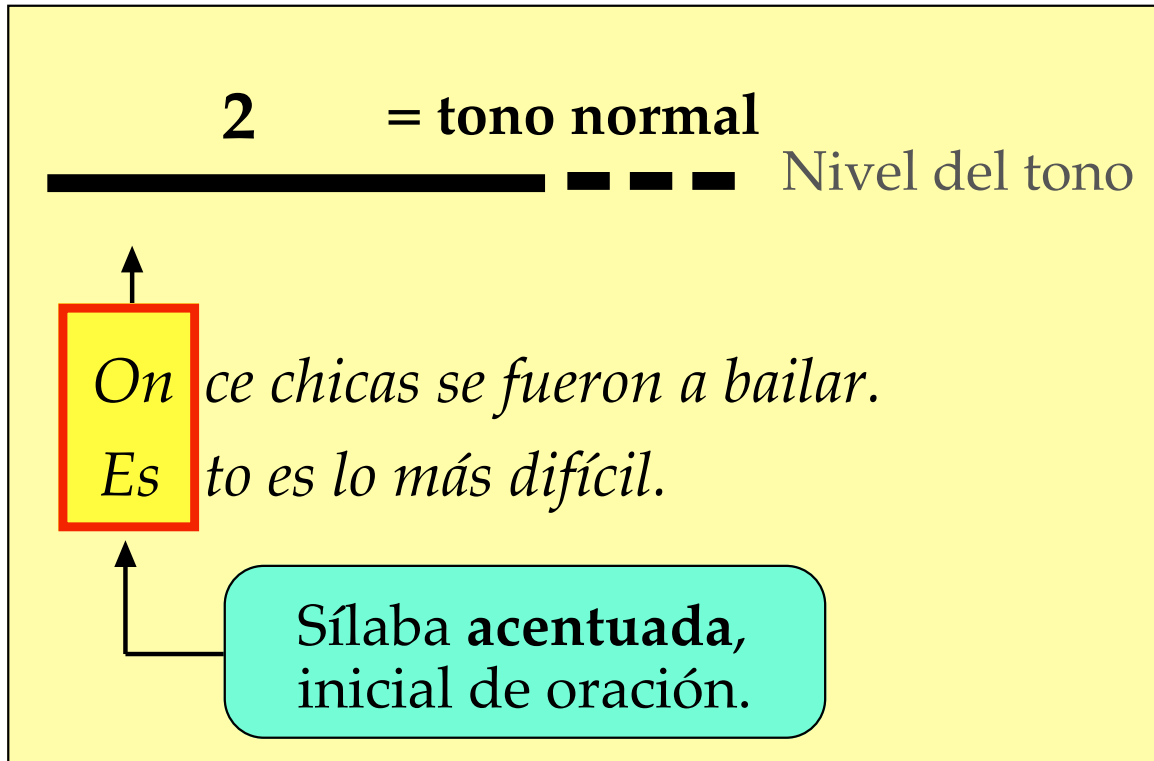 2 = tono normal
Nivel del tono
On ce chicas se fueron a bailar.
Es to es lo más difícil.
Sílaba acentuada,
inicial de oración.